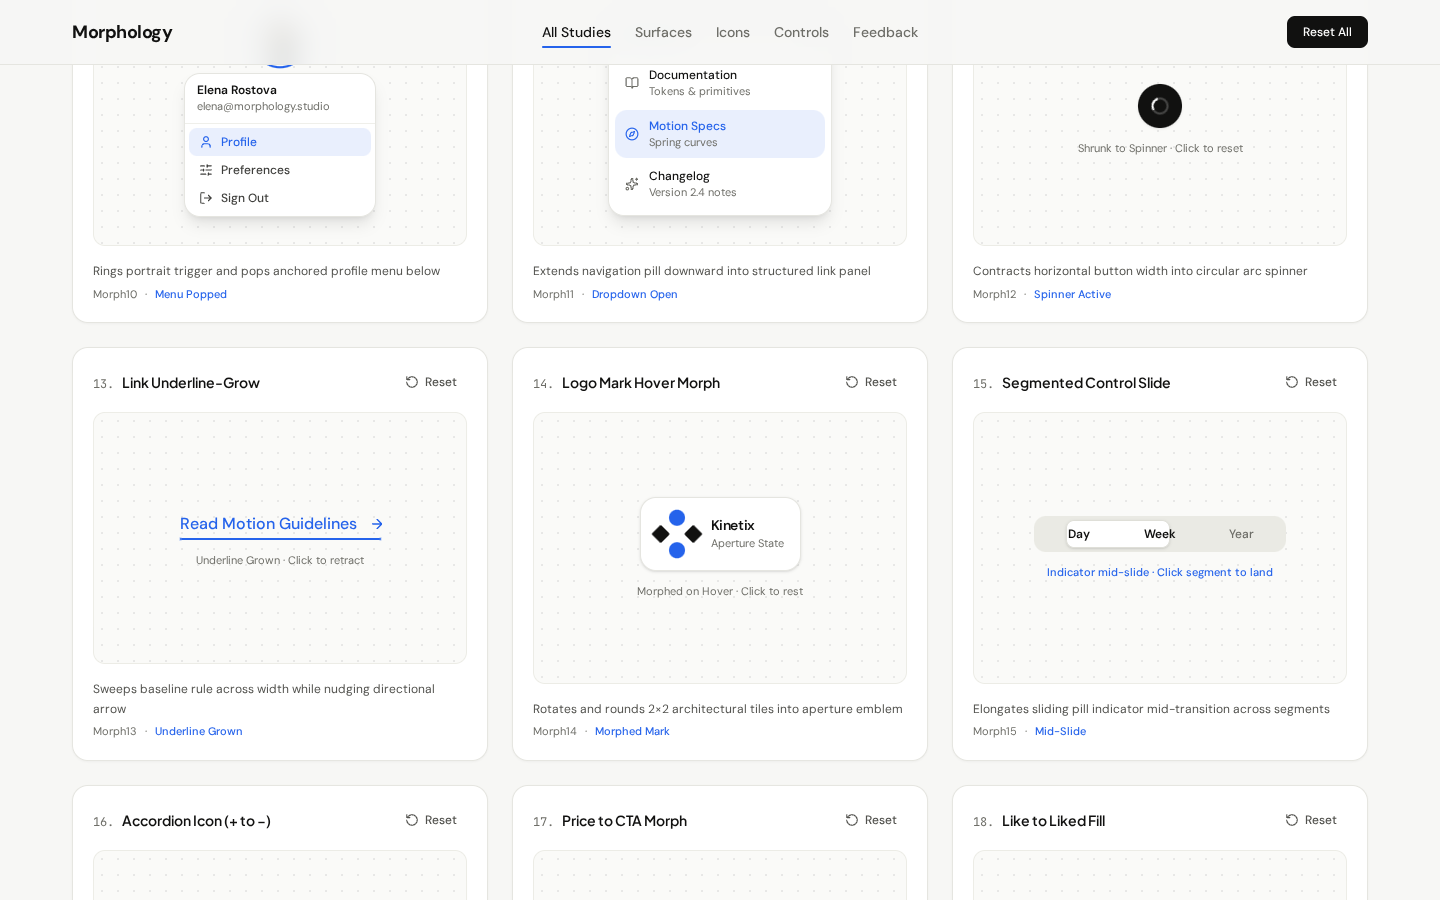 Morphology
All Studies
Surfaces
Icons
Controls
Feedback
Reset All
Elena Rostova
elena@morphology.studio
Profile
Preferences
Sign Out
Rings portrait trigger and pops anchored profile menu below
Morph10 · Menu Popped
Documentation
Tokens & primitives
Motion Specs
Spring curves
Changelog
Version 2.4 notes
Extends navigation pill downward into structured link panel
Morph11 · Dropdown Open
Shrunk to Spinner · Click to reset
Contracts horizontal button width into circular arc spinner
Morph12 · Spinner Active
13. Link Underline-Grow
Reset
Read Motion Guidelines →
Underline Grown · Click to retract
Sweeps baseline rule across width while nudging directional
arrow
Morph13 · Underline Grown
14. Logo Mark Hover Morph
Reset
Kinetix
Aperture State
Morphed on Hover · Click to rest
Rotates and rounds 2×2 architectural tiles into aperture emblem
Morph14 · Morphed Mark
15. Segmented Control Slide
Reset
Day
Week
Year
Indicator mid-slide · Click segment to land
Elongates sliding pill indicator mid-transition across segments
Morph15 · Mid-Slide
16. Accordion Icon (+ to -)
Reset
17. Price to CTA Morph
Reset
18. Like to Liked Fill
Reset